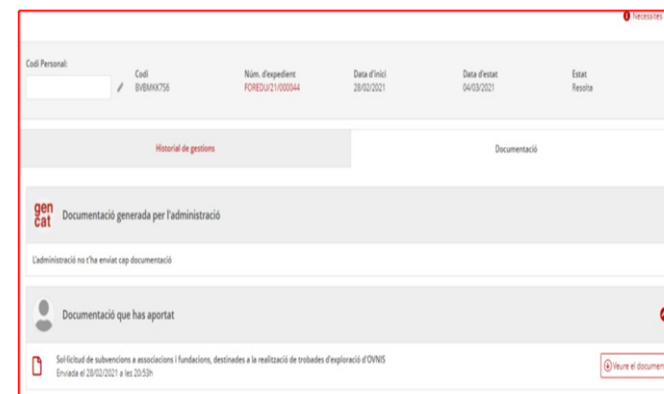 Necessites
Codi Personal:
Codi
BVBMKK7S6
Núm. d'expedient
FOREDU/21/000044
Data d'inici
28/02/2021
Data d'estat
04/03/2021
Estat
Resolta
Historial de gestions
Documentació
gen
cat
Documentació generada per l'administració
L'administració no t'ha enviat cap documentació
Documentació que has aportat
Sol·licitud de subvencions a associacions i fundacions, destinades a la realització de trobades d'exploració d'OVNIS
Enviada el 28/02/2021 a les 20:53h
Veure el document